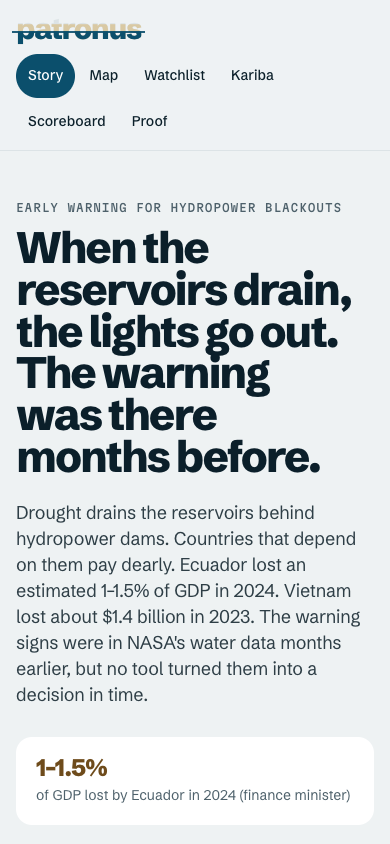 patronus
Story Map Watchlist Kariba
Scoreboard Proof
EARLY WARNING FOR HYDROPOWER BLACKOUTS
When the
reservoirs drain,
the lights go out.
The warning
was there
months before.
Drought drains the reservoirs behind
hydropower dams. Countries that depend
on them pay dearly. Ecuador lost an
estimated 1–1.5% of GDP in 2024. Vietnam
lost about $1.4 billion in 2023. The warning
signs were in NASA's water data months
earlier, but no tool turned them into a
decision in time.
1–1.5%
of GDP lost by Ecuador in 2024 (finance minister)